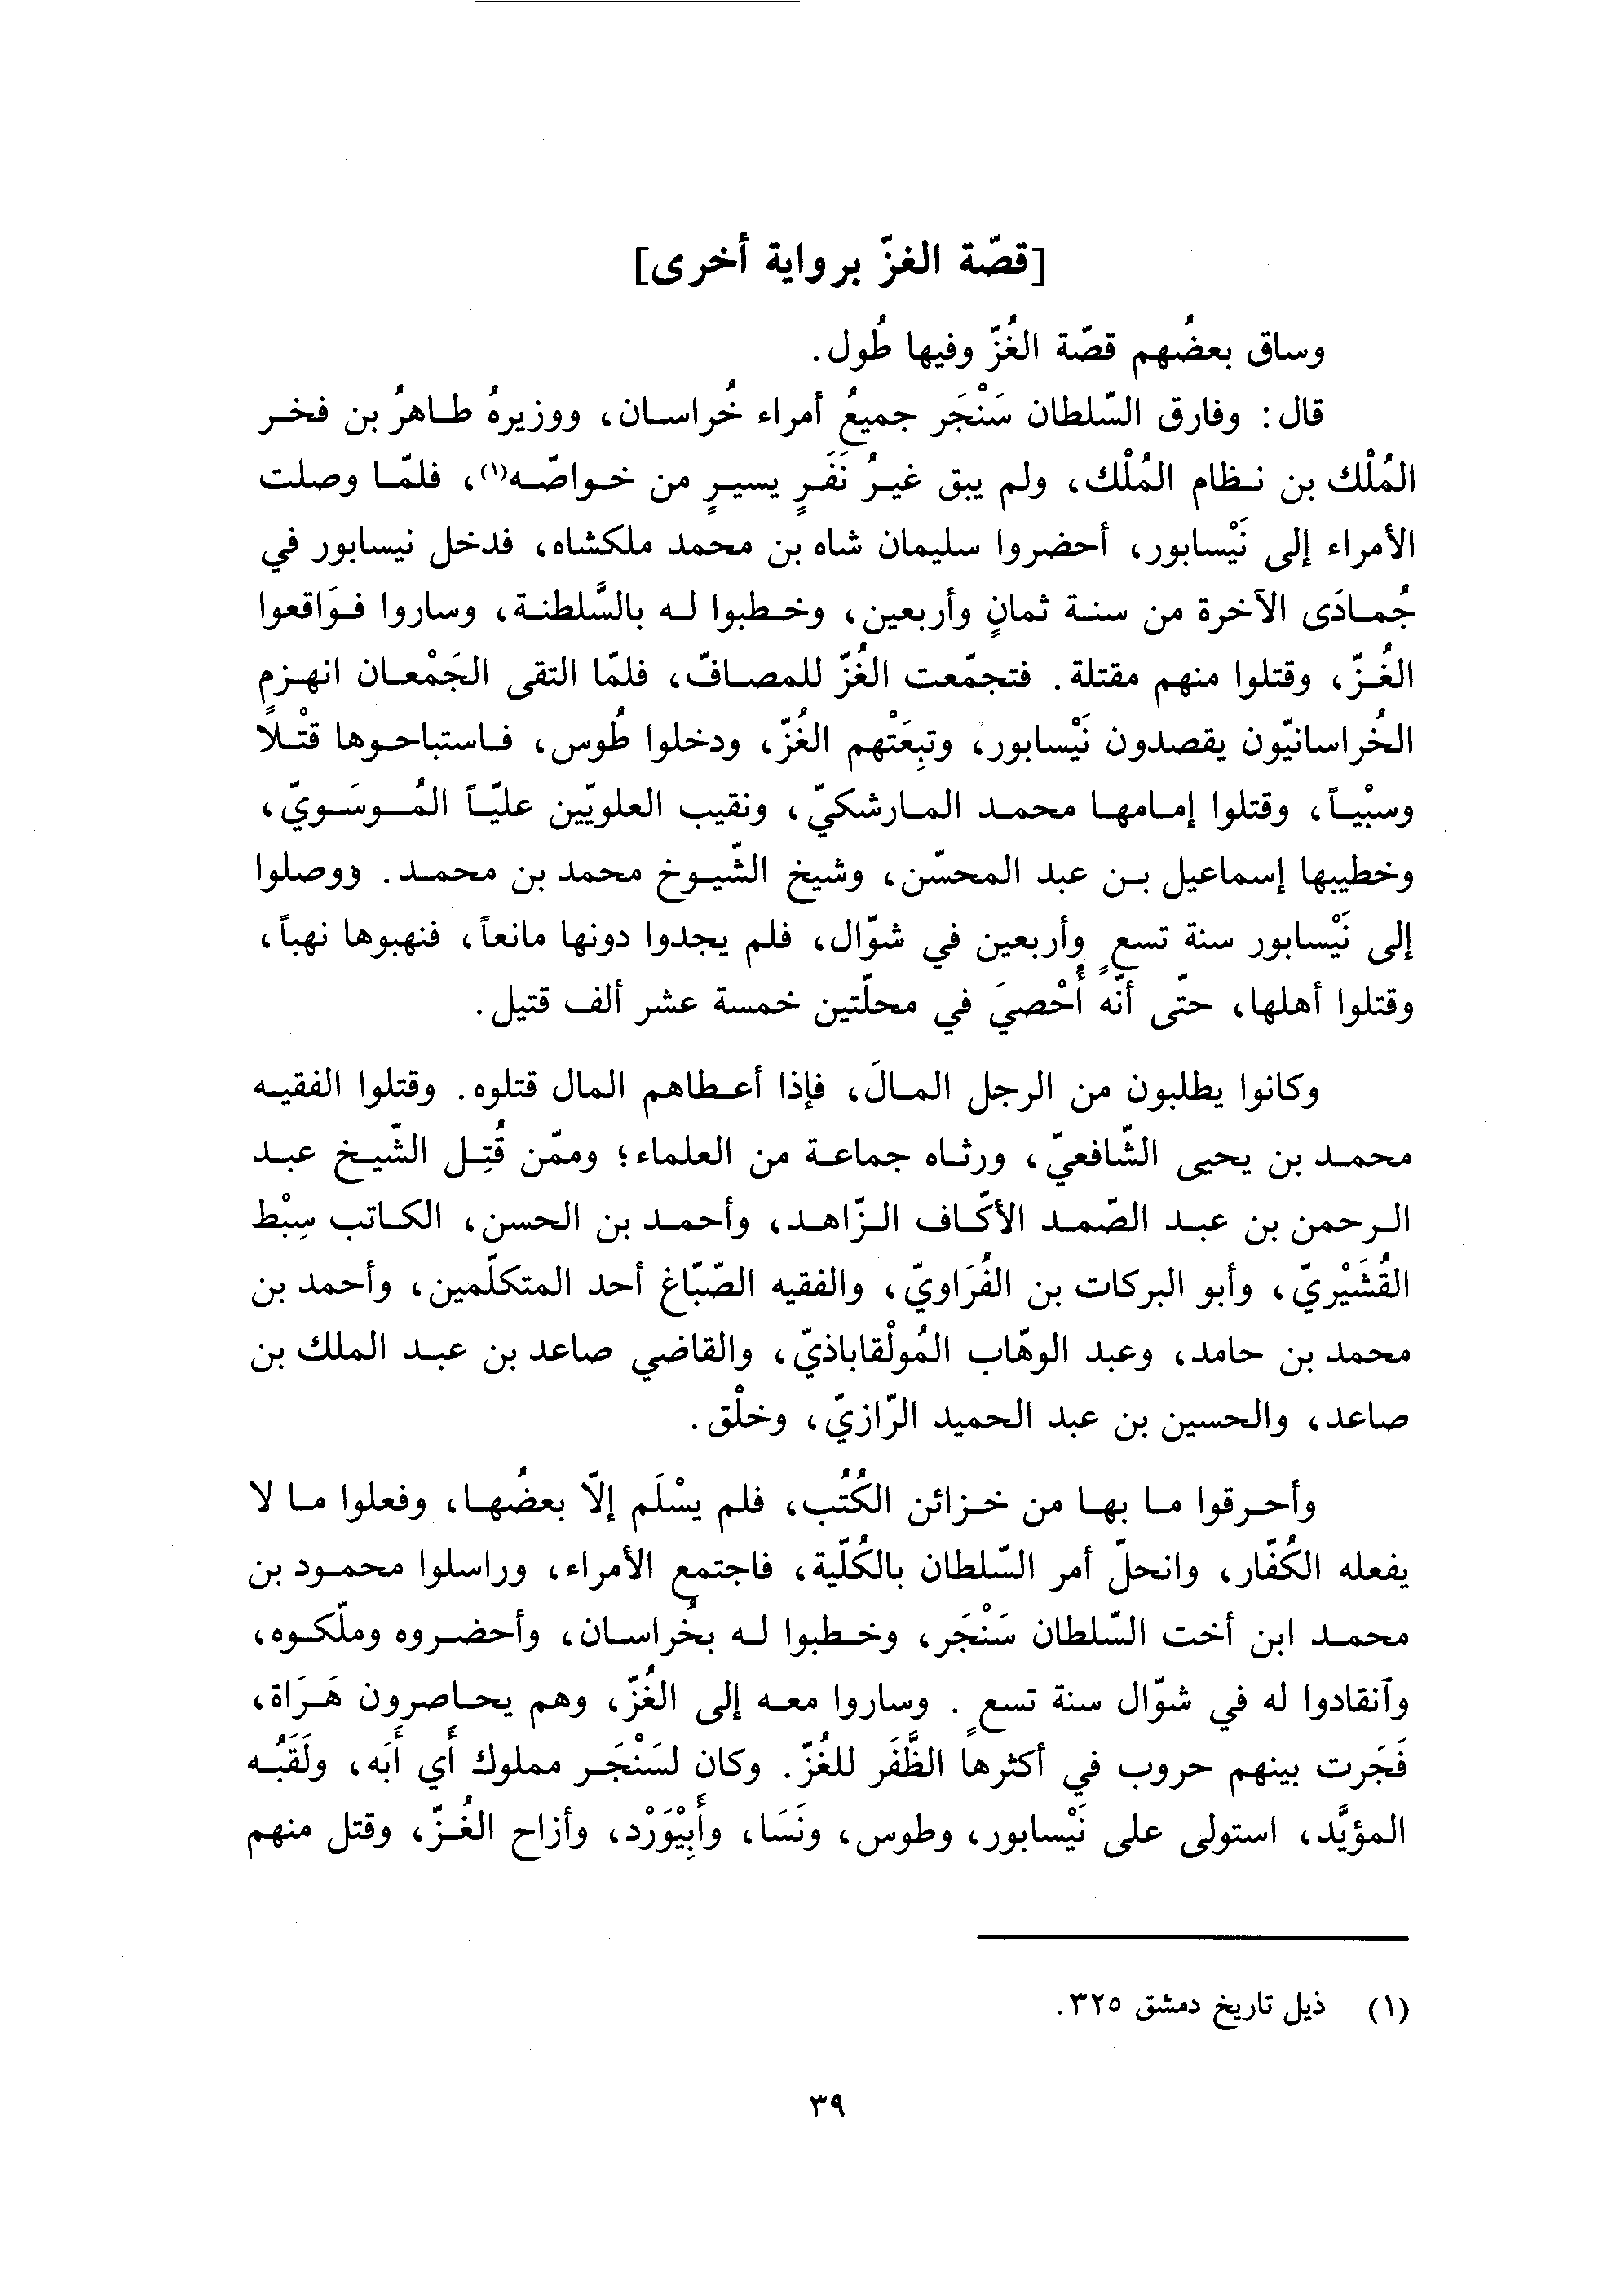 [قصّة الغزّ برواية أخرى]
وساق بعضُهم قصّة الغُزّ وفيها طُول.
قال: وفارق السّلطان سَنْجَر جميعُ أمراء خُراسان، ووزيرهُ طاهرُ بن فخر
المُلْك بن نظام المُلْك، ولم يبق غيرُ نَفَرٍ يسيرٍ من خواصّه(١)، فلمّا وصلت
الأمراء إلى نَيْسابور، أحضروا سليمان شاه بن محمد ملكشاه، فدخل نيسابور في
جُمادَى الآخرة من سنة ثمانٍ وأربعين، وخطبوا له بالسَّلطنة، وساروا فوَاقعوا
الغُزّ، وقتلوا منهم مقتلة. فتجمّعت الغُزّ للمصافّ، فلمّا التقى الجَمْعان انهزم
الخُراسانيّون يقصدون نَيْسابور، وتبِعَتْهم الغُزّ، ودخلوا طُوس، فاستباحوها قتْلاً
وسبْياً، وقتلوا إمامها محمد المارشكيّ، ونقيب العلويّين عليّاً المُوسَويّ،
وخطيبها إسماعيل بن عبد المحسّن، وشيخ الشّيوخ محمد بن محمد. ووصلوا
إلى نَيْسابور سنة تسعٍ وأربعين في شوّال، فلم يجدوا دونها مانعاً، فنهبوها نهباً،
وقتلوا أهلها، حتّى أنّه أُحْصيَ في محلّتين خمسة عشر ألف قتيل.
وكانوا يطلبون من الرجل المالَ، فإذا أعطاهم المال قتلوه. وقتلوا الفقيه
محمد بن يحيى الشّافعيّ، ورثاه جماعة من العلماء؛ وممّن قُتِل الشّيخ عبد
الرحمن بن عبد الصّمد الأكّاف الزّاهد، وأحمد بن الحسن، الكاتب سِبْط
القُشَيْريّ، وأبو البركات بن الفُرَاويّ، والفقيه الصّبّاغ أحد المتكلّمين، وأحمد بن
محمد بن حامد، وعبد الوهّاب المُولْقاباذيّ، والقاضي صاعد بن عبد الملك بن
صاعد، والحسين بن عبد الحميد الرّازيّ، وخلْق.
وأحرقوا ما بها من خزائن الكُتُب، فلم يسْلَم إلاّ بعضُها، وفعلوا ما لا
يفعله الكُفّار، وانحلّ أمر السّلطان بالكُلّية، فاجتمع الأمراء، وراسلوا محمود بن
محمد ابن أخت السّلطان سَنْجَر، وخطبوا له بخُراسان، وأحضروه وملّكوه،
وآنقادوا له في شوّال سنة تسعٍ. وساروا معه إلى الغُزّ، وهم يحاصرون هَرَاة،
فَجَرت بينهم حروب في أكثرها الظَّفَر للغُزّ. وكان لسَنْجَر مملوك أَي أَبَه، ولَقَبُه
المؤيَّد، استولى على نَيْسابور، وطوس، ونَسَا، وأَبِيْوَرْد، وأزاح الغُزّ، وقتل منهم
(١) ذيل تاريخ دمشق ٣٢٥.
٣٩